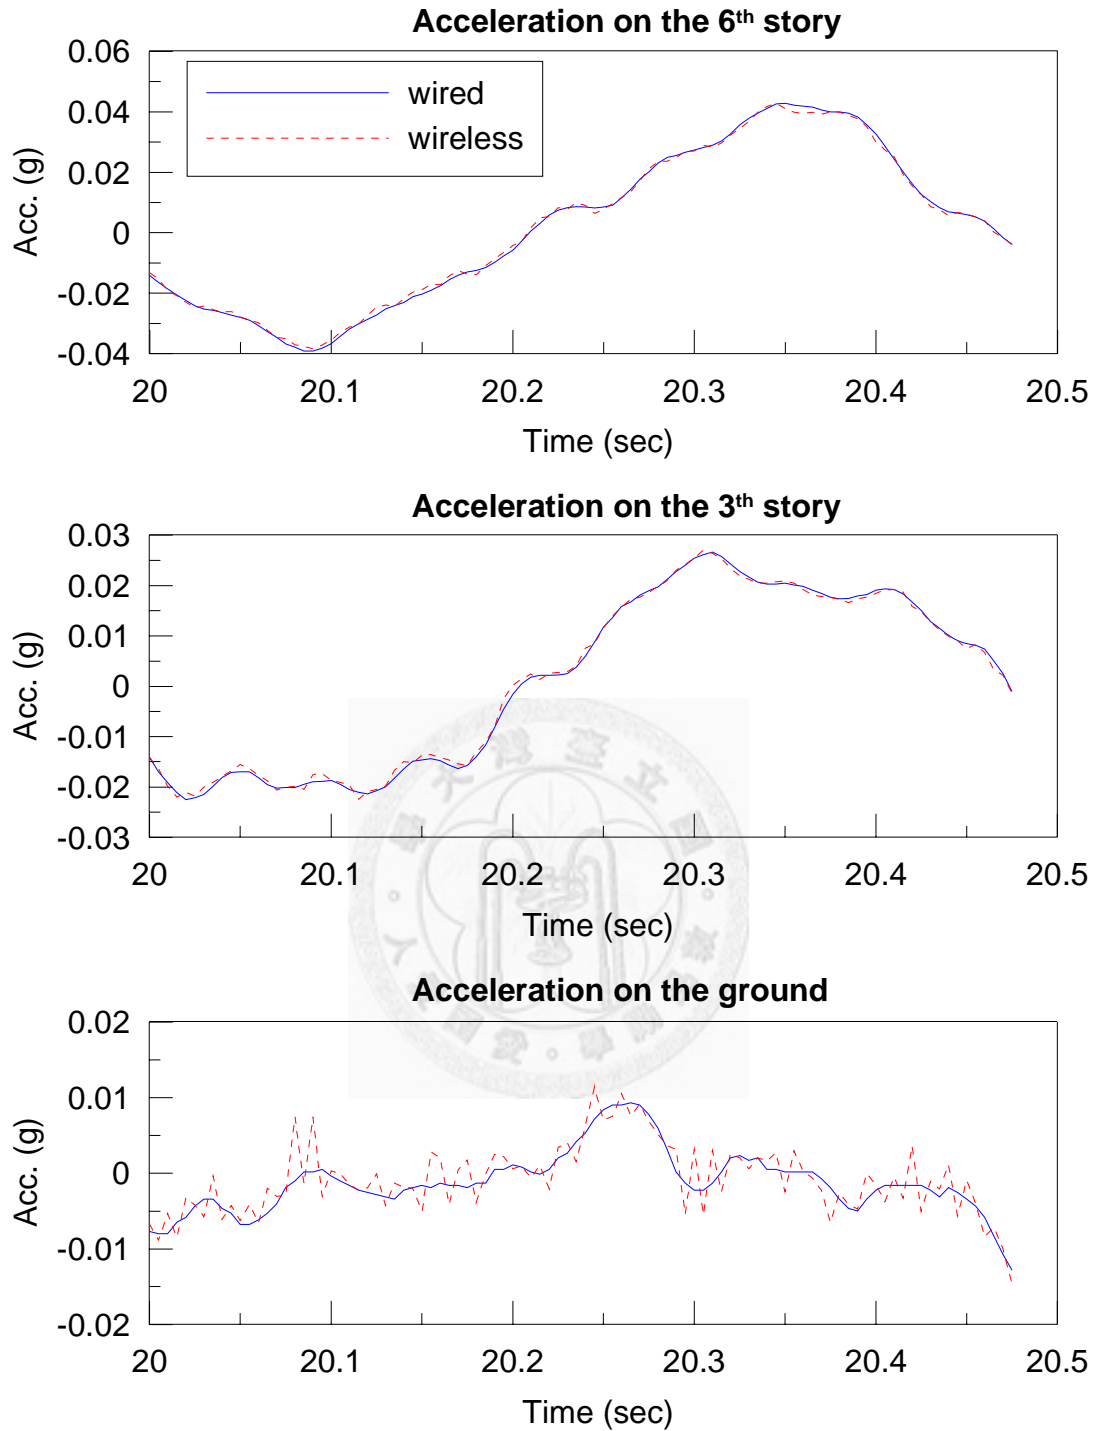 Acceleration on the 6th story
0.06
0.04
0.02
0
-0.02
-0.04
Acc. (g)
wired
wireless
20 20.1 20.2 20.3 20.4 20.5
Time (sec)
Acceleration on the 3th story
0.03
0.02
0.01
0
-0.01
-0.02
-0.03
Acc. (g)
20 20.1 20.2 20.3 20.4 20.5
Time (sec)
Acceleration on the ground
0.02
0.01
0
-0.01
-0.02
Acc. (g)
20 20.1 20.2 20.3 20.4 20.5
Time (sec)